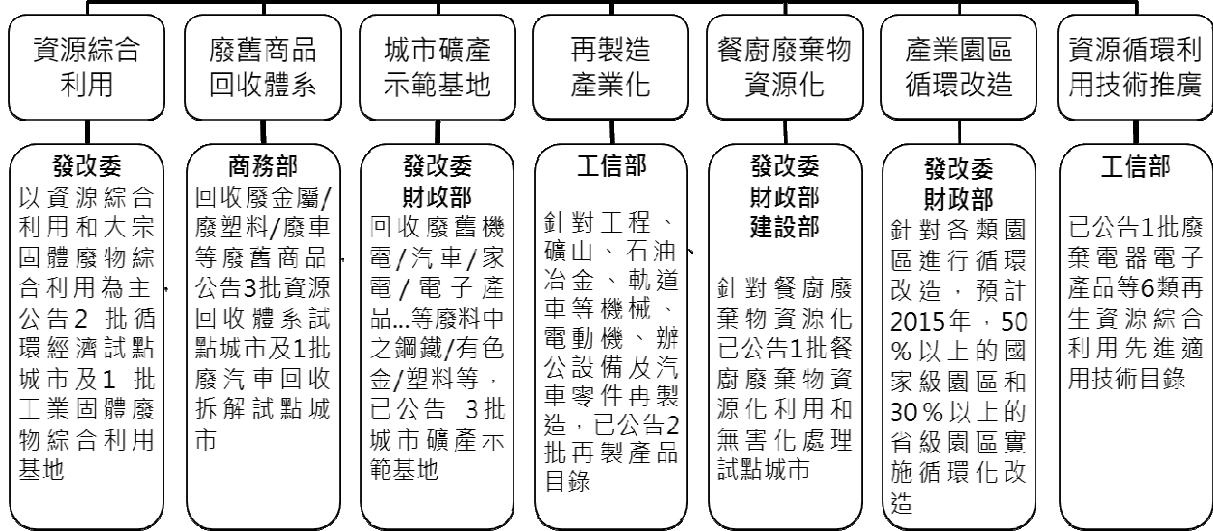 資源綜合
利用
廢舊商品
回收體系
城市礦產
示範基地
再製造
產業化
餐廚廢棄物
資源化
產業園區
循環改造
資源循環利
用技術推廣
發改委
以資源綜合
利用和大宗
固體廢物綜
合利用為主，
公告2 批循
環經濟試點
城市及1 批
工業固體廢
物綜合利用
基地
商務部
回收廢金屬/
廢塑料/廢車
等廢舊商品，
公告3批資源
回收體系試
點城市及1批
廢汽車回收
拆解試點城
市
發改委
財政部
回收廢舊機
電/汽車/家
電/電子產
品...等廢料中
之鋼鐵/有色
金/塑料等，
已公告 3批
城市礦產示
範基地
工信部
針對工程、
礦山、石油、
冶金、軌道
車等機械、
電動機、辦
公設備及汽
車零件再製
造，已公告2
批再製產品
目錄
發改委
財政部
建設部
針對餐廚廢
棄物資源化
已公告1批餐
廚廢棄物資
源化利用和
無害化處理
試點城市
發改委
財政部
針對各類園
區進行循環
改造，預計
2015年，50
%以上的國
家級園區和
30%以上的
省級園區實
施循環化改
造
工信部
已公告1批廢
棄電器電子
產品等6類再
生資源綜合
利用先進適
用技術目錄